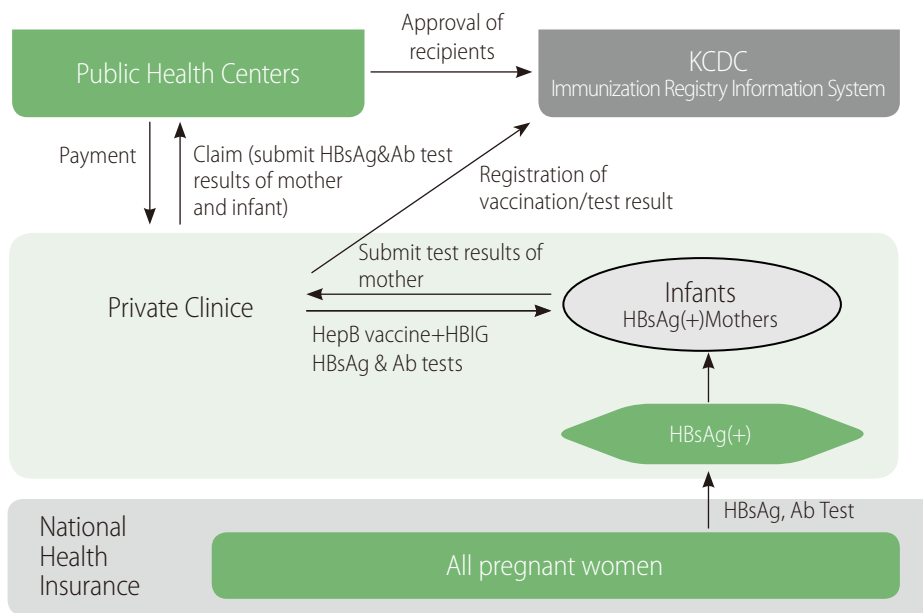 Approval of
recipients
Public Health Centers
KCDC
Immunization Registry Information System
Payment
Claim (submit HBsAg&Ab test
results of mother
and infant)
Registration of
vaccination/test result
Submit test results of
mother
Private Clinice
Infants
HBsAg(+)Mothers
HepB vaccine+HBIG
HBsAg & Ab tests
HBsAg(+)
HBsAg, Ab Test
National
Health
Insurance
All pregnant women